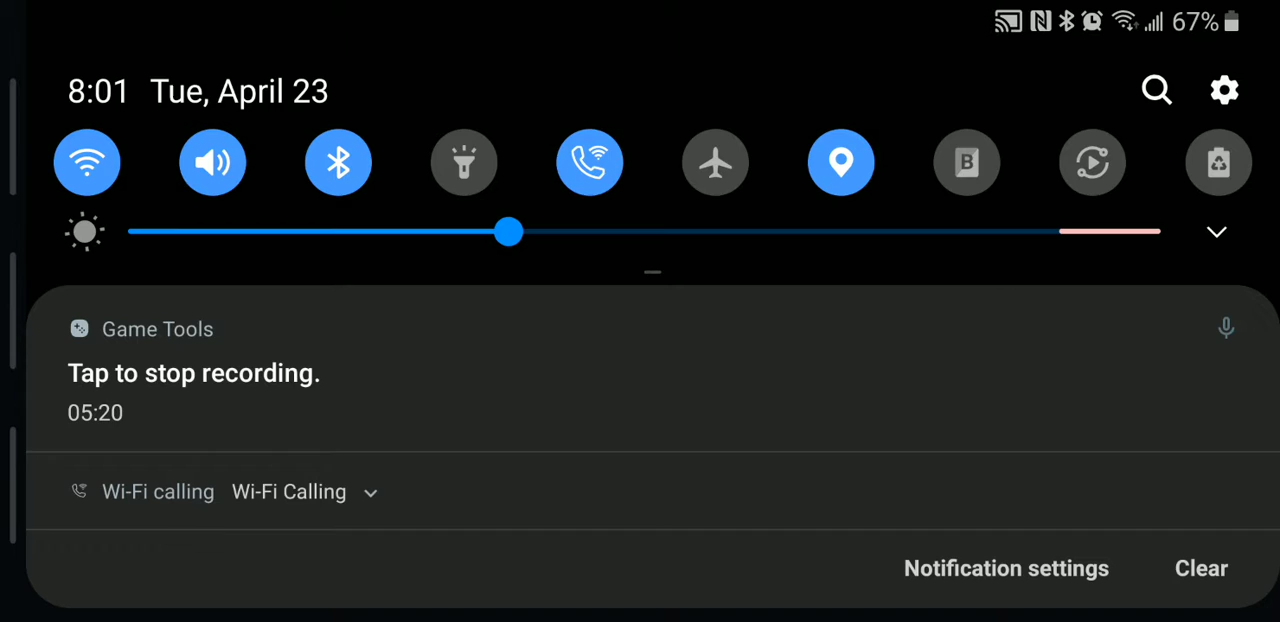 67%
8:01 Tue, April 23
B
Game Tools
Tap to stop recording.
05:20
Wi-Fi calling Wi-Fi Calling
Notification settings Clear